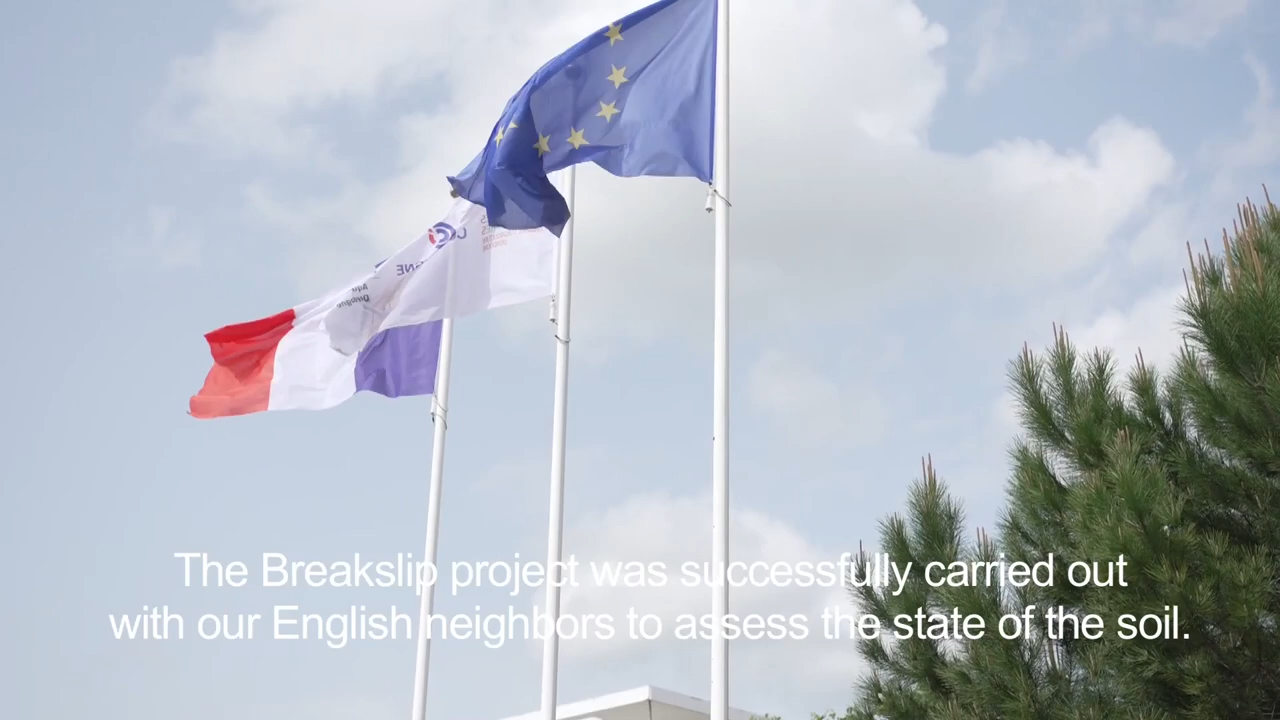 The Breakslip project was successfully carried out
with our English neighbors to assess the state of the soil.